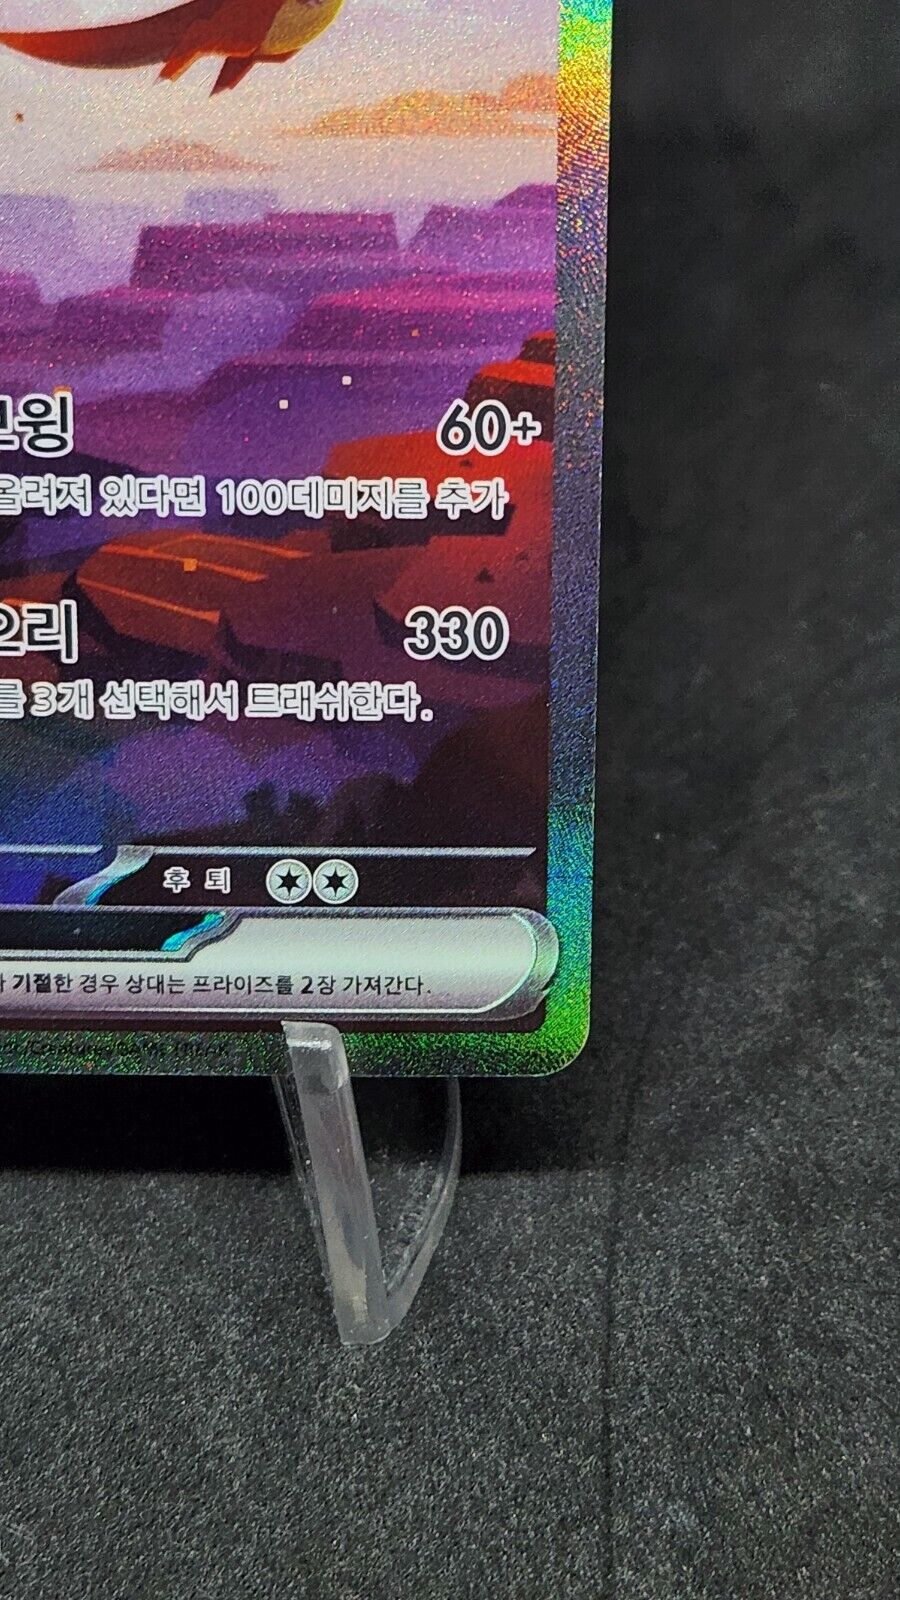 브윙 60+
올려져 있다면 100데미지를 추가
오리 330
를 3개 선택해서 트래쉬한다.
후 퇴
기절한 경우 상대는 프라이즈를 2장 가져간다.